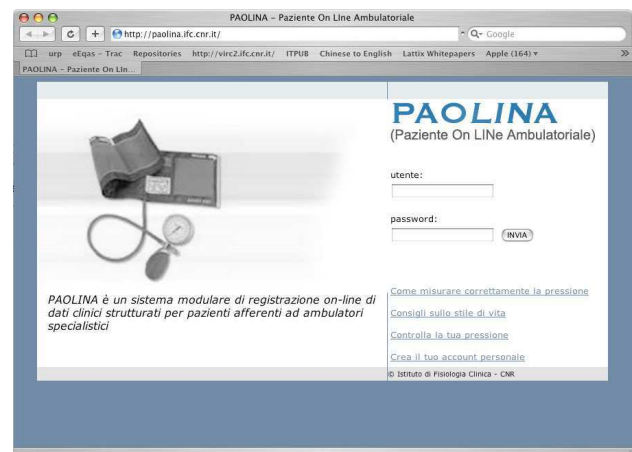 PAOLINA – Paziente On LIne Ambulatoriale
http://paolina.ifc.cnr.it/
Google
urp eEqas – Trac Repositories http://virc2.ifc.cnr.it/ ITPUB Chinese to English Lattix Whitepapers Apple (164) ▾ »
PAOLINA – Paziente On LIn...
PAOLINA
(Paziente On LINe Ambulatoriale)
utente:
password:
INVIA
PAOLINA è un sistema modulare di registrazione on-line di
dati clinici strutturati per pazienti afferenti ad ambulatori
specialistici
Come misurare correttamente la pressione
Consigli sullo stile di vita
Controlla la tua pressione
Crea il tuo account personale
© Istituto di Fisiologia Clinica - CNR